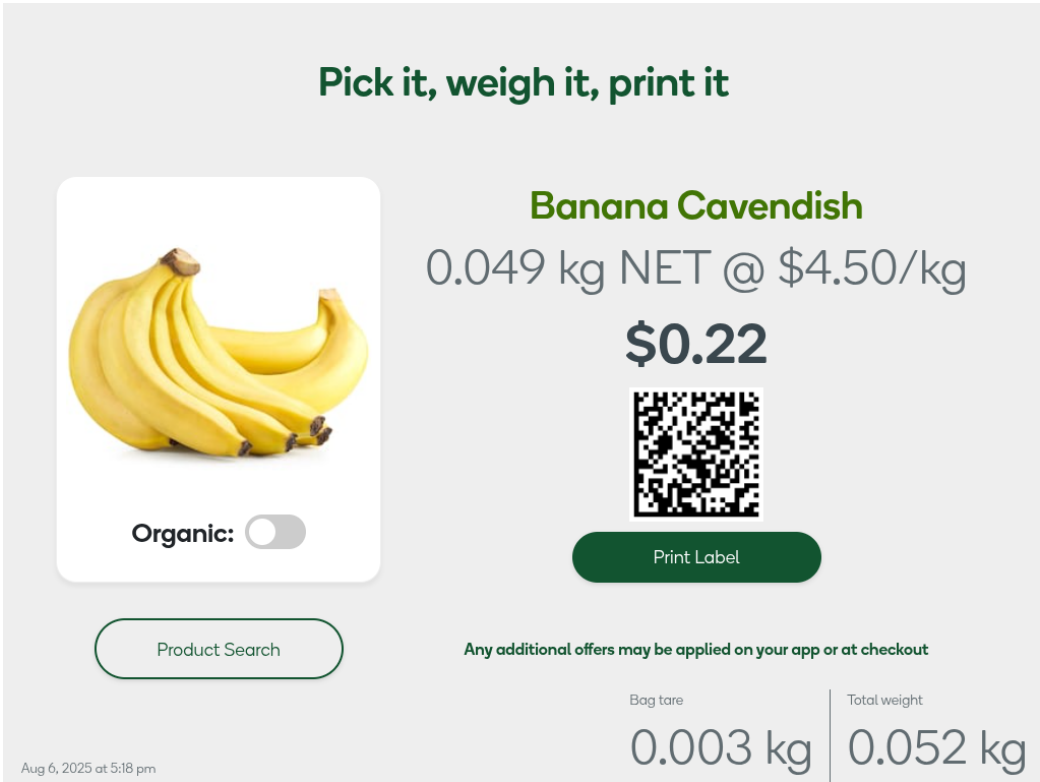 Pick it, weigh it, print it
Banana Cavendish
0.049 kg NET @ $4.50/kg
$0.22
Organic:
Print Label
Product Search
Any additional offers may be applied on your app or at checkout
Bag tare
Total weight
0.003 kg
0.052 kg
Aug 6, 2025 at 5:18 pm